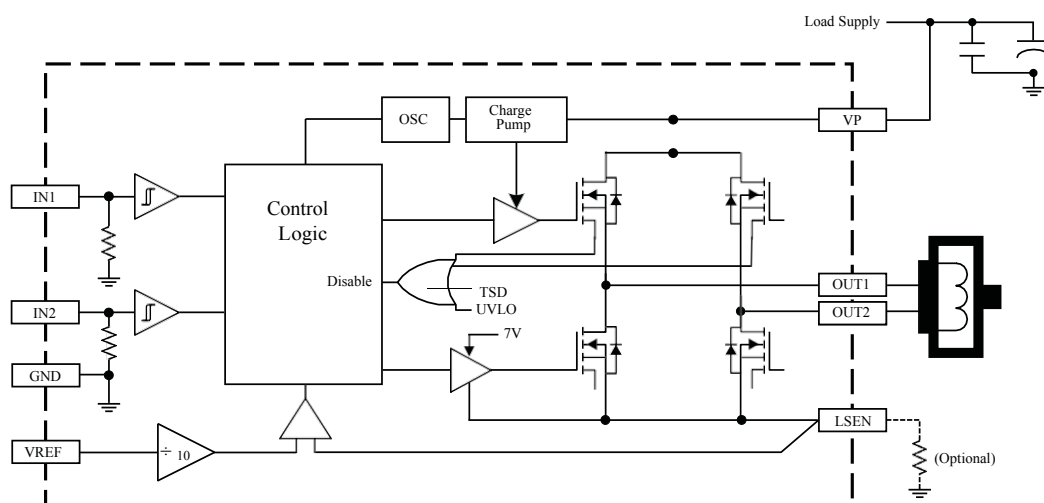 Load Supply
OSC
Charge
Pump
VP
IN1
Control
Logic
Disable
TSD
UVLO
OUT1
OUT2
IN2
7V
GND
LSEN
VREF
÷ 10
(Optional)